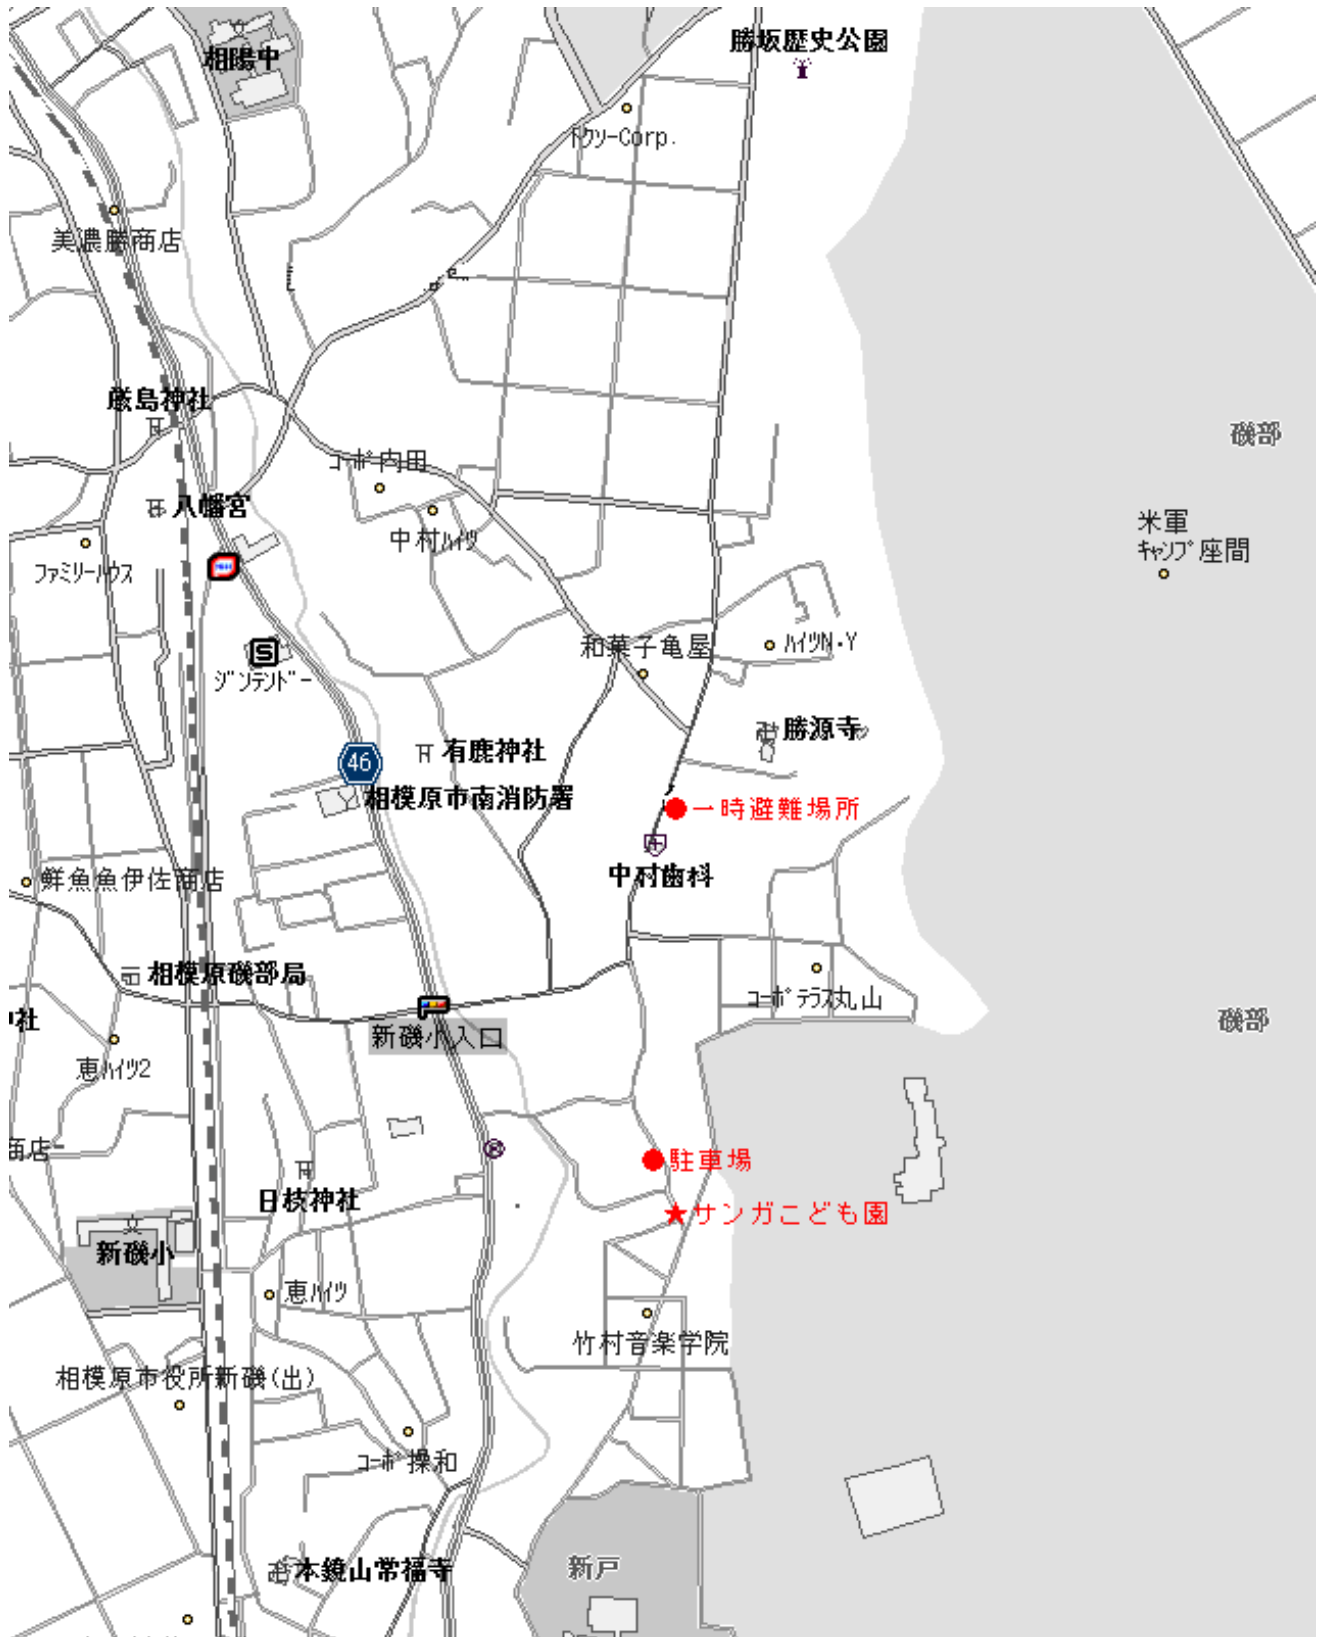 勝坂歴史公園
相陽中
ドクソーCorp.
美濃勝商店
厳島神社
磯部
コーポ内田
八幡宮
中村ハイツ
米軍
キャンプ座間
ファミリーハウス
和菓子亀屋
ハイツN・Y
S
ジンテンドー
勝源寺
有鹿神社
46
相模原市南消防署
一時避難場所
中村歯科
鮮魚魚伊佐商店
相模原磯部局
コーポテラス丸山
社
新磯小入口
磯部
恵ハイツ2
商店
駐車場
日枝神社
★サンガこども園
新磯小
恵ハイツ
竹村音楽学院
相模原市役所新磯(出)
コーポ操和
本鏡山常福寺
新戸